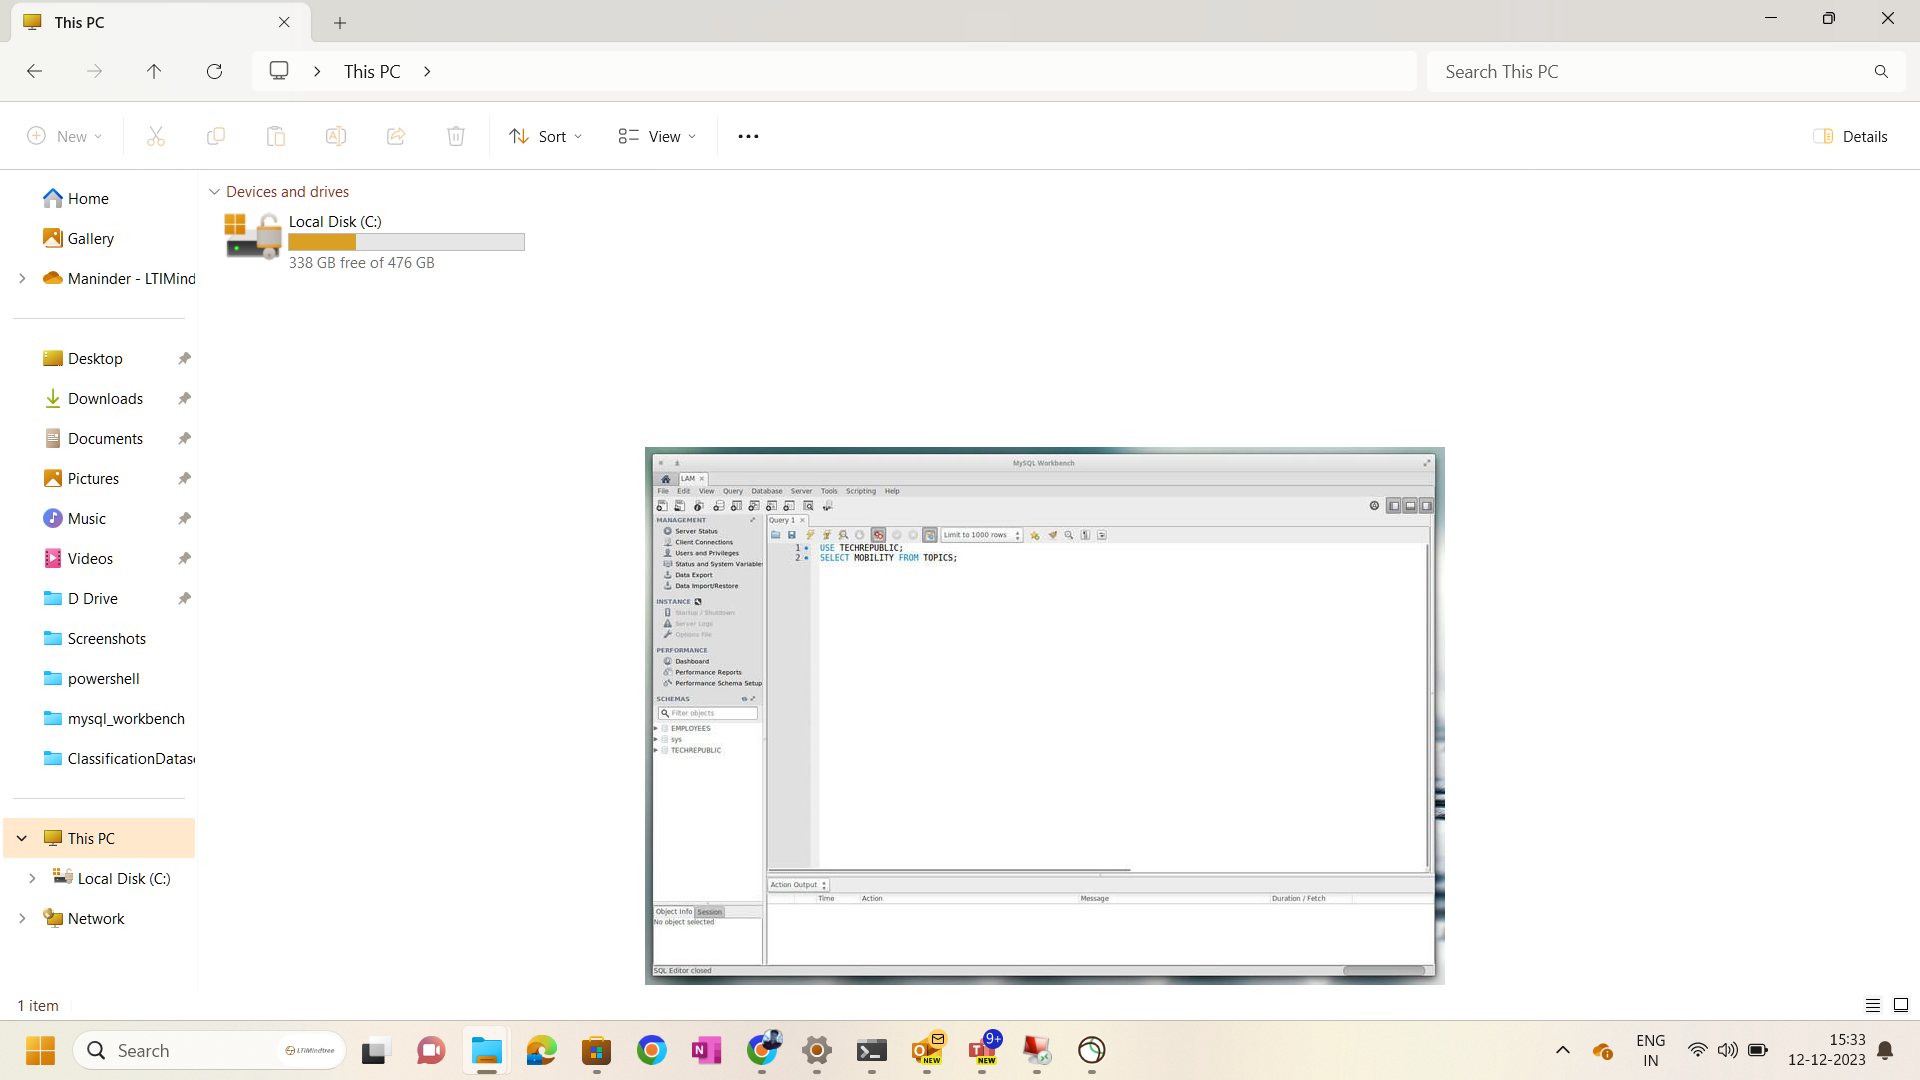 This PC
This PC
Search This PC
New
Sort
View
Details
Home
Gallery
Maninder - LTIMind
Desktop
Downloads
Documents
Pictures
Music
Videos
D Drive
Screenshots
powershell
mysql_workbench
ClassificationDatas
This PC
Local Disk (C:)
Network
Devices and drives
Local Disk (C:)
338 GB free of 476 GB
MySQL Workbench
LAM
File Edit View Query Database Server Tools Scripting Help
MANAGEMENT
Server Status
Client Connections
Users and Privileges
Status and System Variables
Data Export
Data Import/Restore
INSTANCE
Startup / Shutdown
Server Logs
Options File
PERFORMANCE
Dashboard
Performance Reports
Performance Schema Setup
SCHEMAS
Filter objects
EMPLOYEES
sys
TECHREPUBLIC
Object Info Session
No object selected
Query 1
Limit to 1000 rows
1 USE TECHREPUBLIC;
2 SELECT MOBILITY FROM TOPICS;
Action Output
Time Action Message Duration / Fetch
SQL Editor closed
1 item
Search
LTIMindtree
NEW
9+
NEW
ENG
IN
15:33
12-12-2023